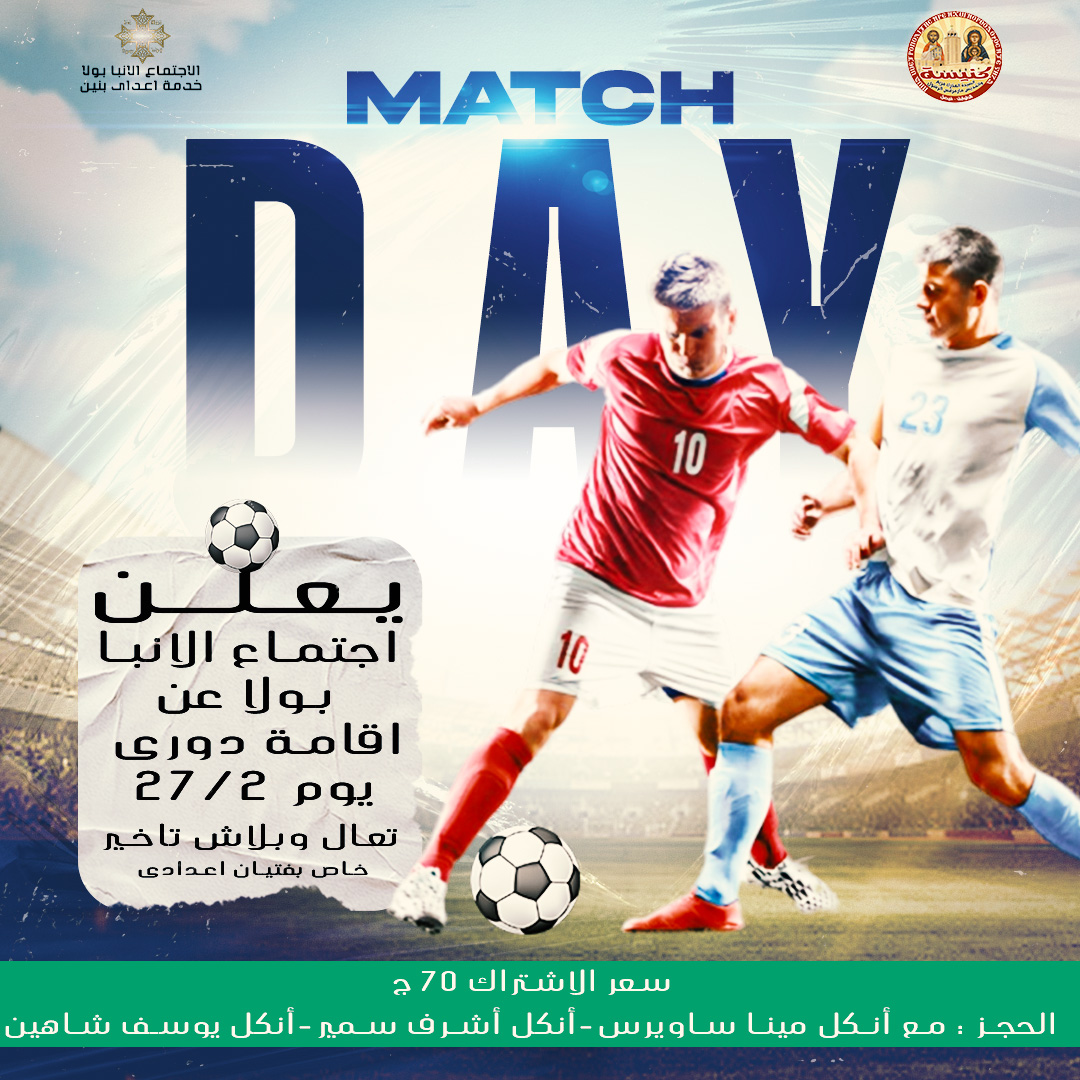 الاجتماع الانبا بولا
خدمة اعدادى بنين
كنيسة
MATCH
DAY
10
23
10
يعلن
اجتماع الانبا
بولا عن
اقامة دورى
يوم 27/2
تعال وبلاش تاخير
خاص بفتيان اعدادى
سعر الاشتراك 70 ج
الحجز : مع أنكل مينا ساويرس-أنكل أشرف سمير-أنكل يوسف شاهين